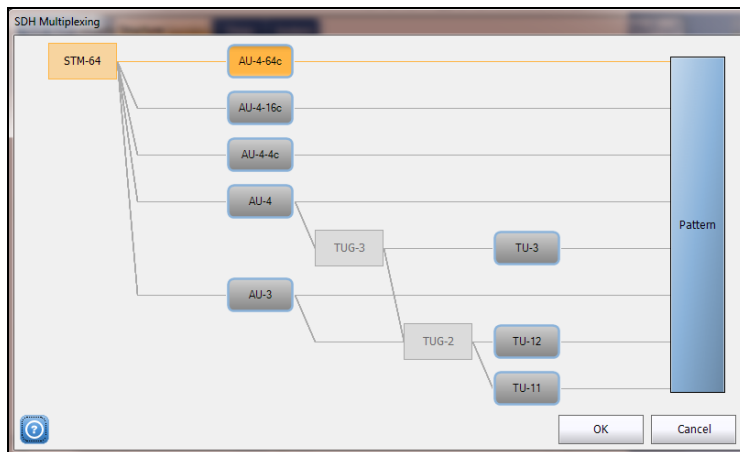 SDH Multiplexing
STM-64
AU-4-64c
AU-4-16c
AU-4-4c
AU-4
Pattern
TUG-3
TU-3
AU-3
TUG-2
TU-12
TU-11
?
OK
Cancel